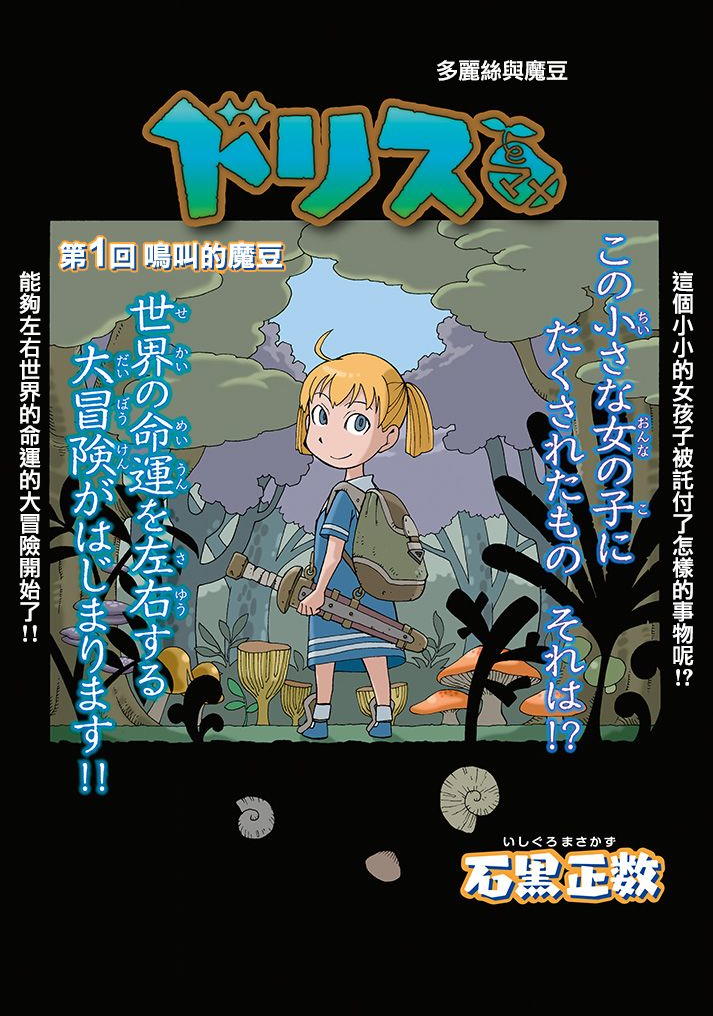 多麗絲與魔豆
ドリスとマメ
第1回 鳴叫的魔豆
この小さな女の子に
たくされたもの それは!?
這個小小的女孩子被託付了怎樣的事物呢!?
世界の命運を左右する
大冒険がはじまります!!
能夠左右世界的命運的大冒險開始了!!
いしぐろまさかず
石黒正数